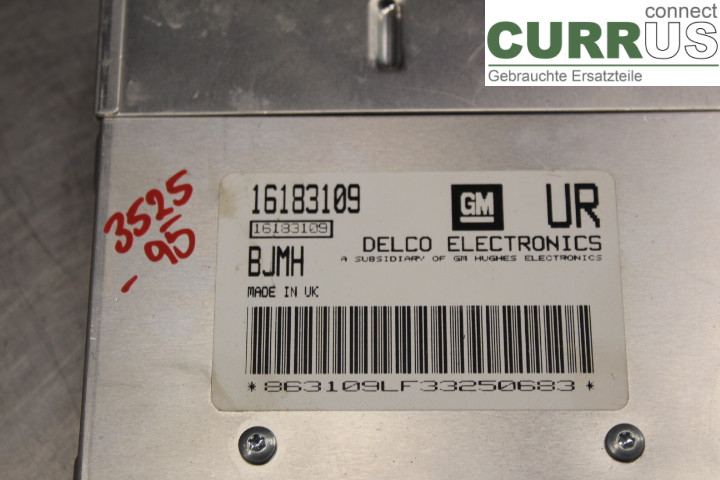 connect
CURRUS
Gebrauchte Ersatzteile
3525
-95
16183109
GM
UR
16183109
DELCO ELECTRONICS
BJMH
A SUBSIDIARY OF GM HUGHES ELECTRONICS
MADE IN UK
*863109LF33250683*